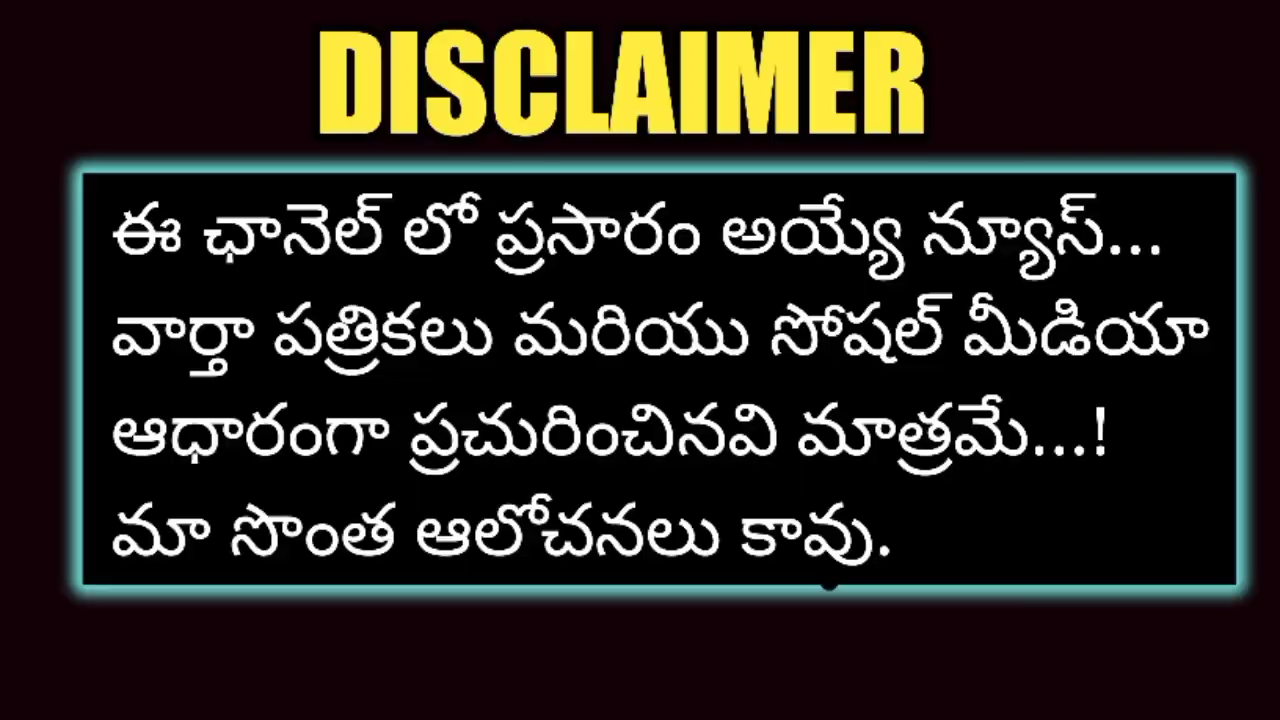 DISCLAIMER
ఈ ఛానెల్ లో ప్రసారం అయ్యే న్యూస్...
వార్తా పత్రికలు మరియు సోషల్ మీడియా
ఆధారంగా ప్రచురించినవి మాత్రమే...!
మా సొంత ఆలోచనలు కావు.